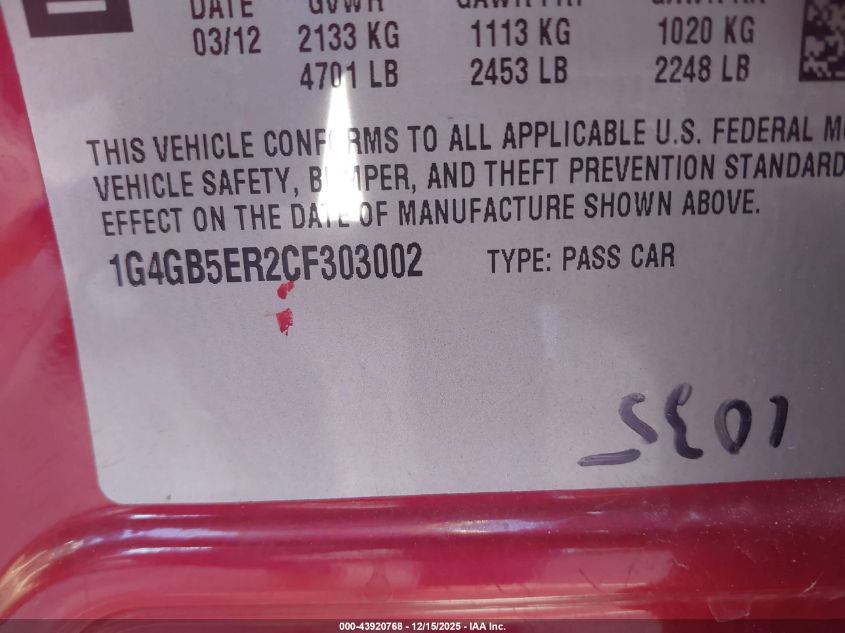 DATE GVWR GAWR FRT GAWR RR
03/12 2133 KG 1113 KG 1020 KG
4701 LB 2453 LB 2248 LB
THIS VEHICLE CONFORMS TO ALL APPLICABLE U.S. FEDERAL M
VEHICLE SAFETY, BUMPER, AND THEFT PREVENTION STANDARD
EFFECT ON THE DATE OF MANUFACTURE SHOWN ABOVE.
1G4GB5ER2CF303002 TYPE: PASS CAR
000-43920768 - 12/15/2025 - IAA Inc.